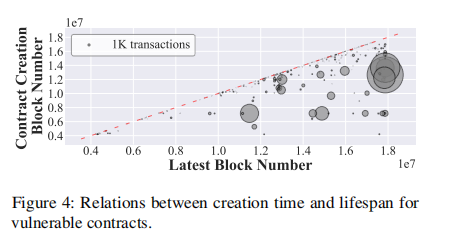 1e7
1K transactions
Contract Creation
Block Number
1.8
1.6
1.4
1.2
1.0
0.8
0.6
0.4
0.4 0.6 0.8 1.0 1.2 1.4 1.6 1.8
Latest Block Number
1e7
Figure 4: Relations between creation time and lifespan for
vulnerable contracts.